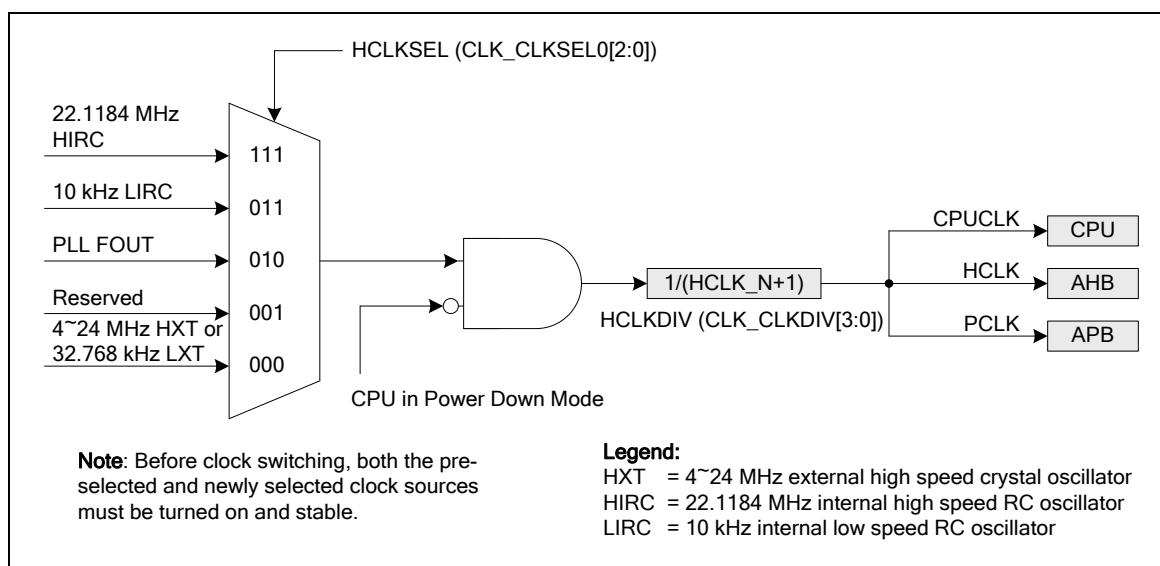 HCLKSEL (CLK_CLKSEL0[2:0])
22.1184 MHz
HIRC
111
10 kHz LIRC
011
PLL FOUT
010
Reserved
001
4~24 MHz HXT or
32.768 kHz LXT
000
CPU in Power Down Mode
1/(HCLK_N+1)
HCLKDIV (CLK_CLKDIV[3:0])
CPUCLK
CPU
HCLK
AHB
PCLK
APB
Note: Before clock switching, both the pre-
selected and newly selected clock sources
must be turned on and stable.
Legend:
HXT = 4~24 MHz external high speed crystal oscillator
HIRC = 22.1184 MHz internal high speed RC oscillator
LIRC = 10 kHz internal low speed RC oscillator